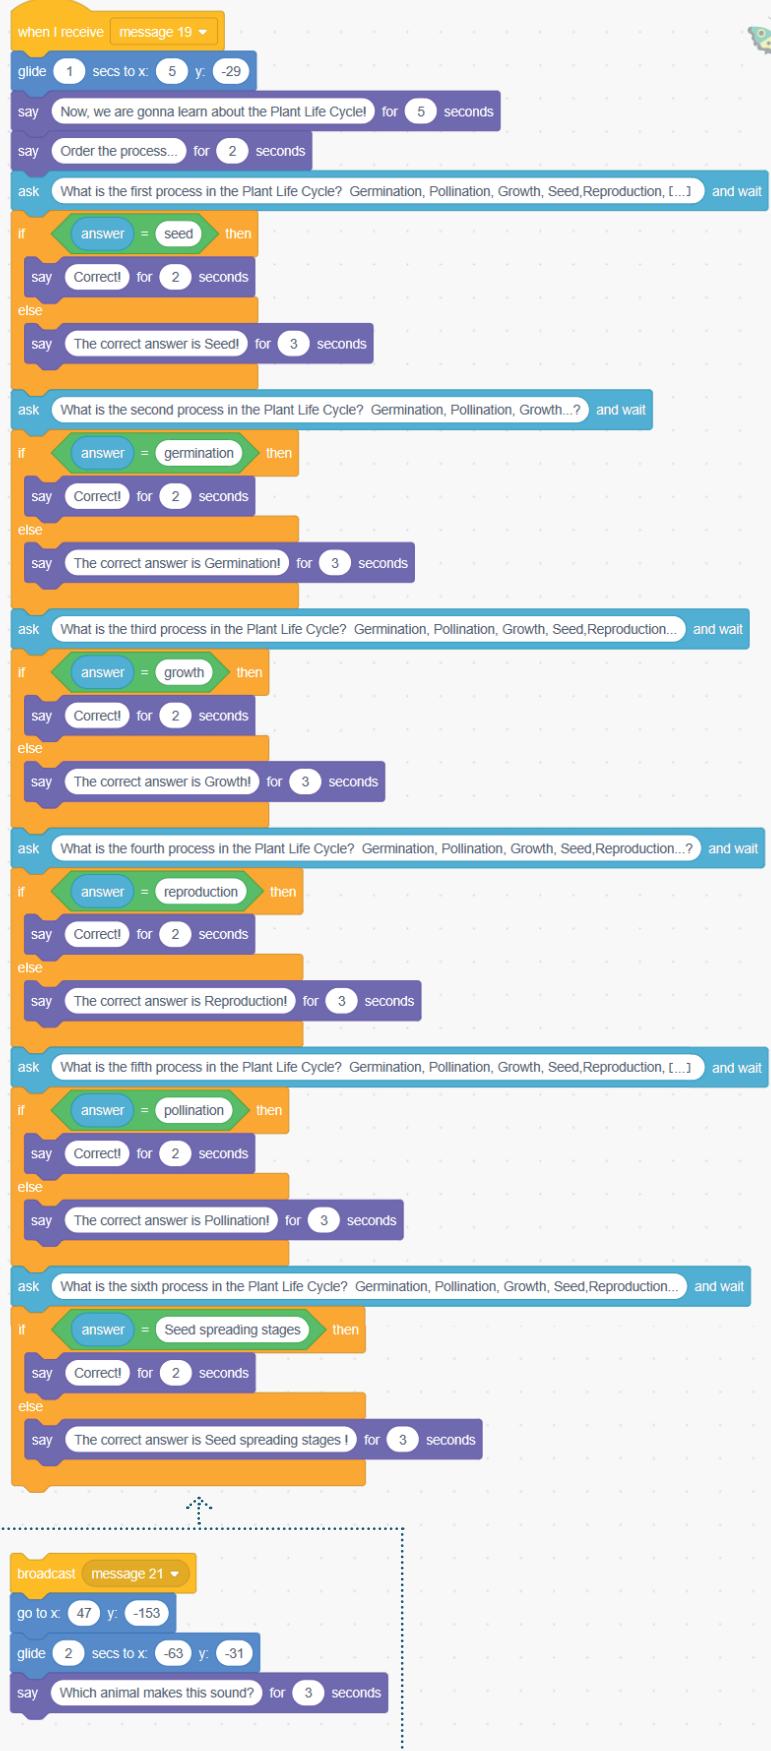 when I receive message 19
glide 1 secs to x: 5 y: -29
say Now, we are gonna learn about the Plant Life Cycle! for 5 seconds
say Order the process... for 2 seconds
ask What is the first process in the Plant Life Cycle? Germination, Pollination, Growth, Seed,Reproduction, [...] and wait
if answer = seed then
say Correct! for 2 seconds
else
say The correct answer is Seed! for 3 seconds
ask What is the second process in the Plant Life Cycle? Germination, Pollination, Growth...? and wait
if answer = germination then
say Correct! for 2 seconds
else
say The correct answer is Germination! for 3 seconds
ask What is the third process in the Plant Life Cycle? Germination, Pollination, Growth, Seed,Reproduction... and wait
if answer = growth then
say Correct! for 2 seconds
else
say The correct answer is Growth! for 3 seconds
ask What is the fourth process in the Plant Life Cycle? Germination, Pollination, Growth, Seed,Reproduction...? and wait
if answer = reproduction then
say Correct! for 2 seconds
else
say The correct answer is Reproduction! for 3 seconds
ask What is the fifth process in the Plant Life Cycle? Germination, Pollination, Growth, Seed,Reproduction, [...] and wait
if answer = pollination then
say Correct! for 2 seconds
else
say The correct answer is Pollination! for 3 seconds
ask What is the sixth process in the Plant Life Cycle? Germination, Pollination, Growth, Seed,Reproduction... and wait
if answer = Seed spreading stages then
say Correct! for 2 seconds
else
say The correct answer is Seed spreading stages ! for 3 seconds
broadcast message 21
go to x: 47 y: -153
glide 2 secs to x: -63 y: -31
say Which animal makes this sound? for 3 seconds